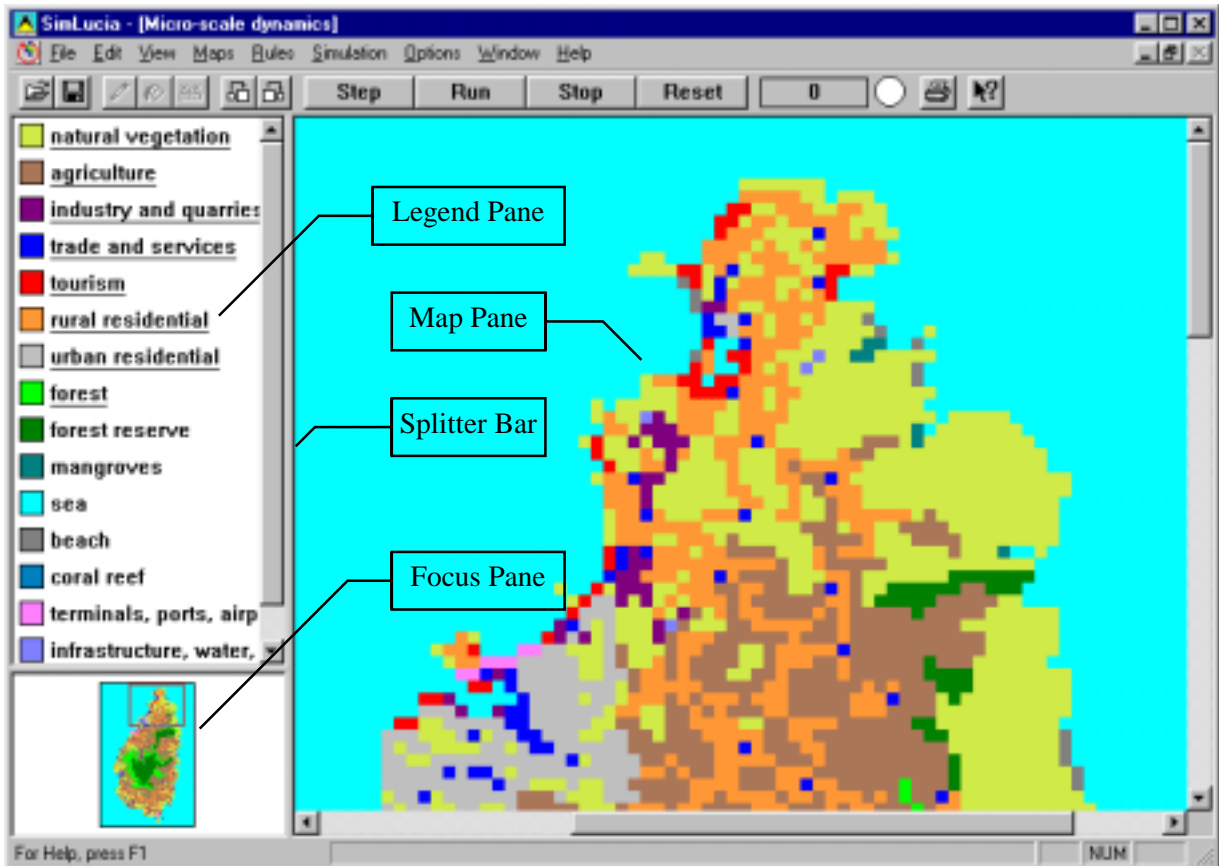 SimLucia - [Micro-scale dynamics]
File Edit View Maps Rules Simulation Options Window Help
Step Run Stop Reset 0
natural vegetation
agriculture
industry and quarries
trade and services
tourism
rural residential
urban residential
forest
forest reserve
mangroves
sea
beach
coral reef
terminals, ports, airp
infrastructure, water,
Legend Pane
Map Pane
Splitter Bar
Focus Pane
For Help, press F1
NUM